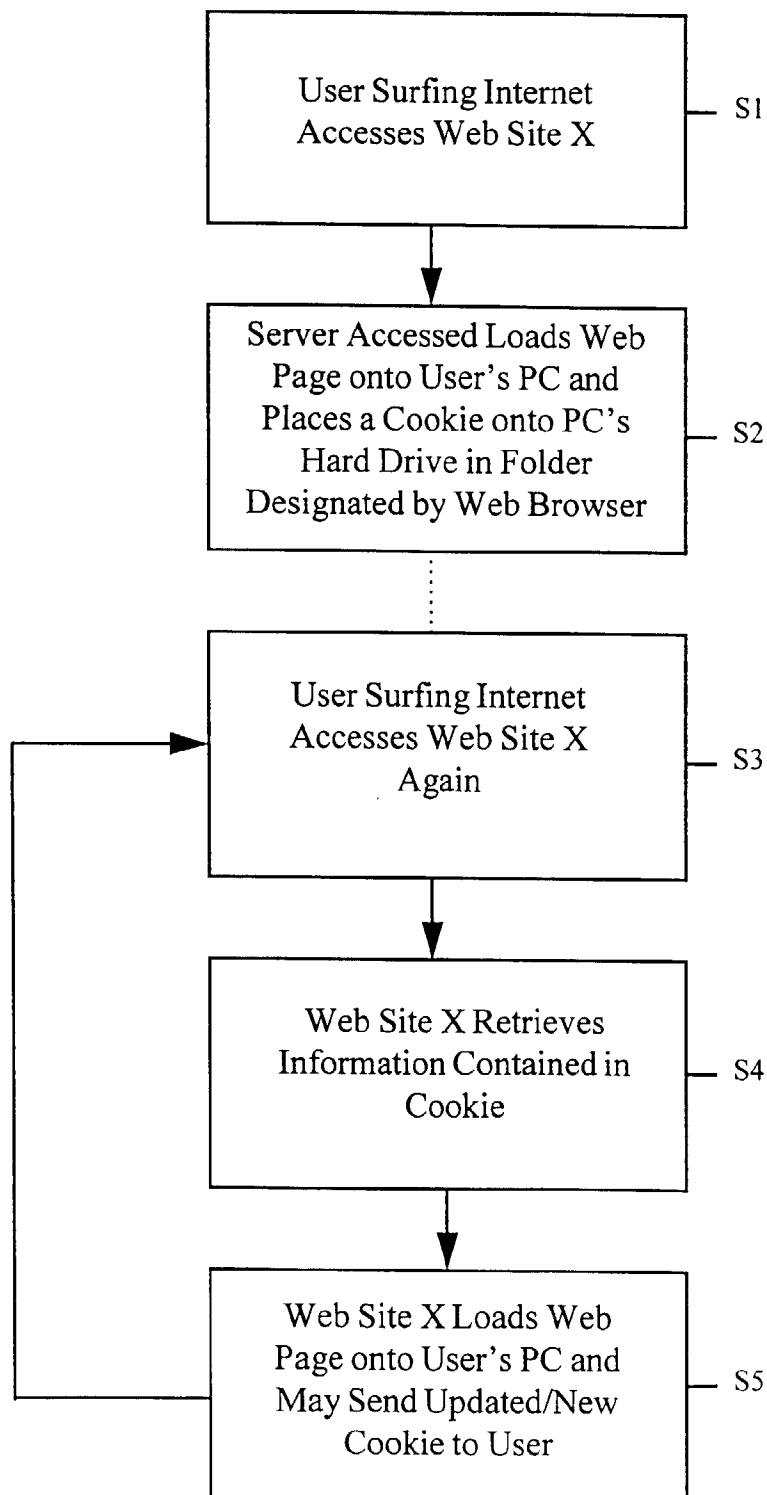 User Surfing Internet
Accesses Web Site X
S1
Server Accessed Loads Web
Page onto User's PC and
Places a Cookie onto PC's
Hard Drive in Folder
Designated by Web Browser
S2
User Surfing Internet
Accesses Web Site X
Again
S3
Web Site X Retrieves
Information Contained in
Cookie
S4
Web Site X Loads Web
Page onto User's PC and
May Send Updated/New
Cookie to User
S5